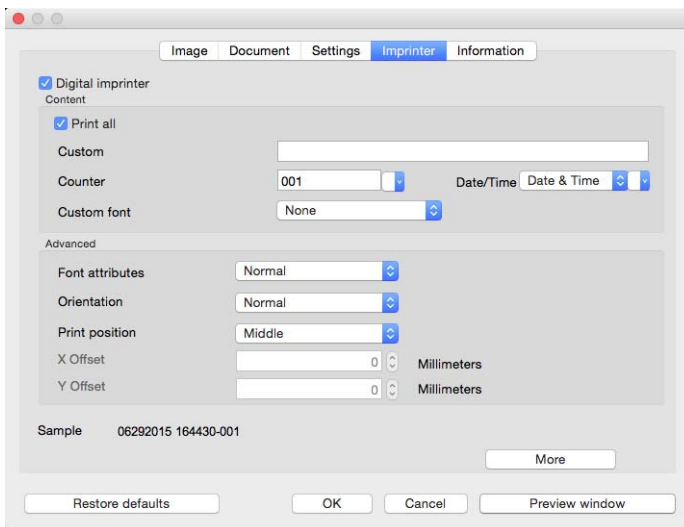 Image Document Settings Imprinter Information
Digital imprinter
Content
Print all
Custom
Counter 001 Date/Time Date & Time
Custom font None
Advanced
Font attributes Normal
Orientation Normal
Print position Middle
X Offset 0 Millimeters
Y Offset 0 Millimeters
Sample 06292015 164430-001
More
Restore defaults OK Cancel Preview window